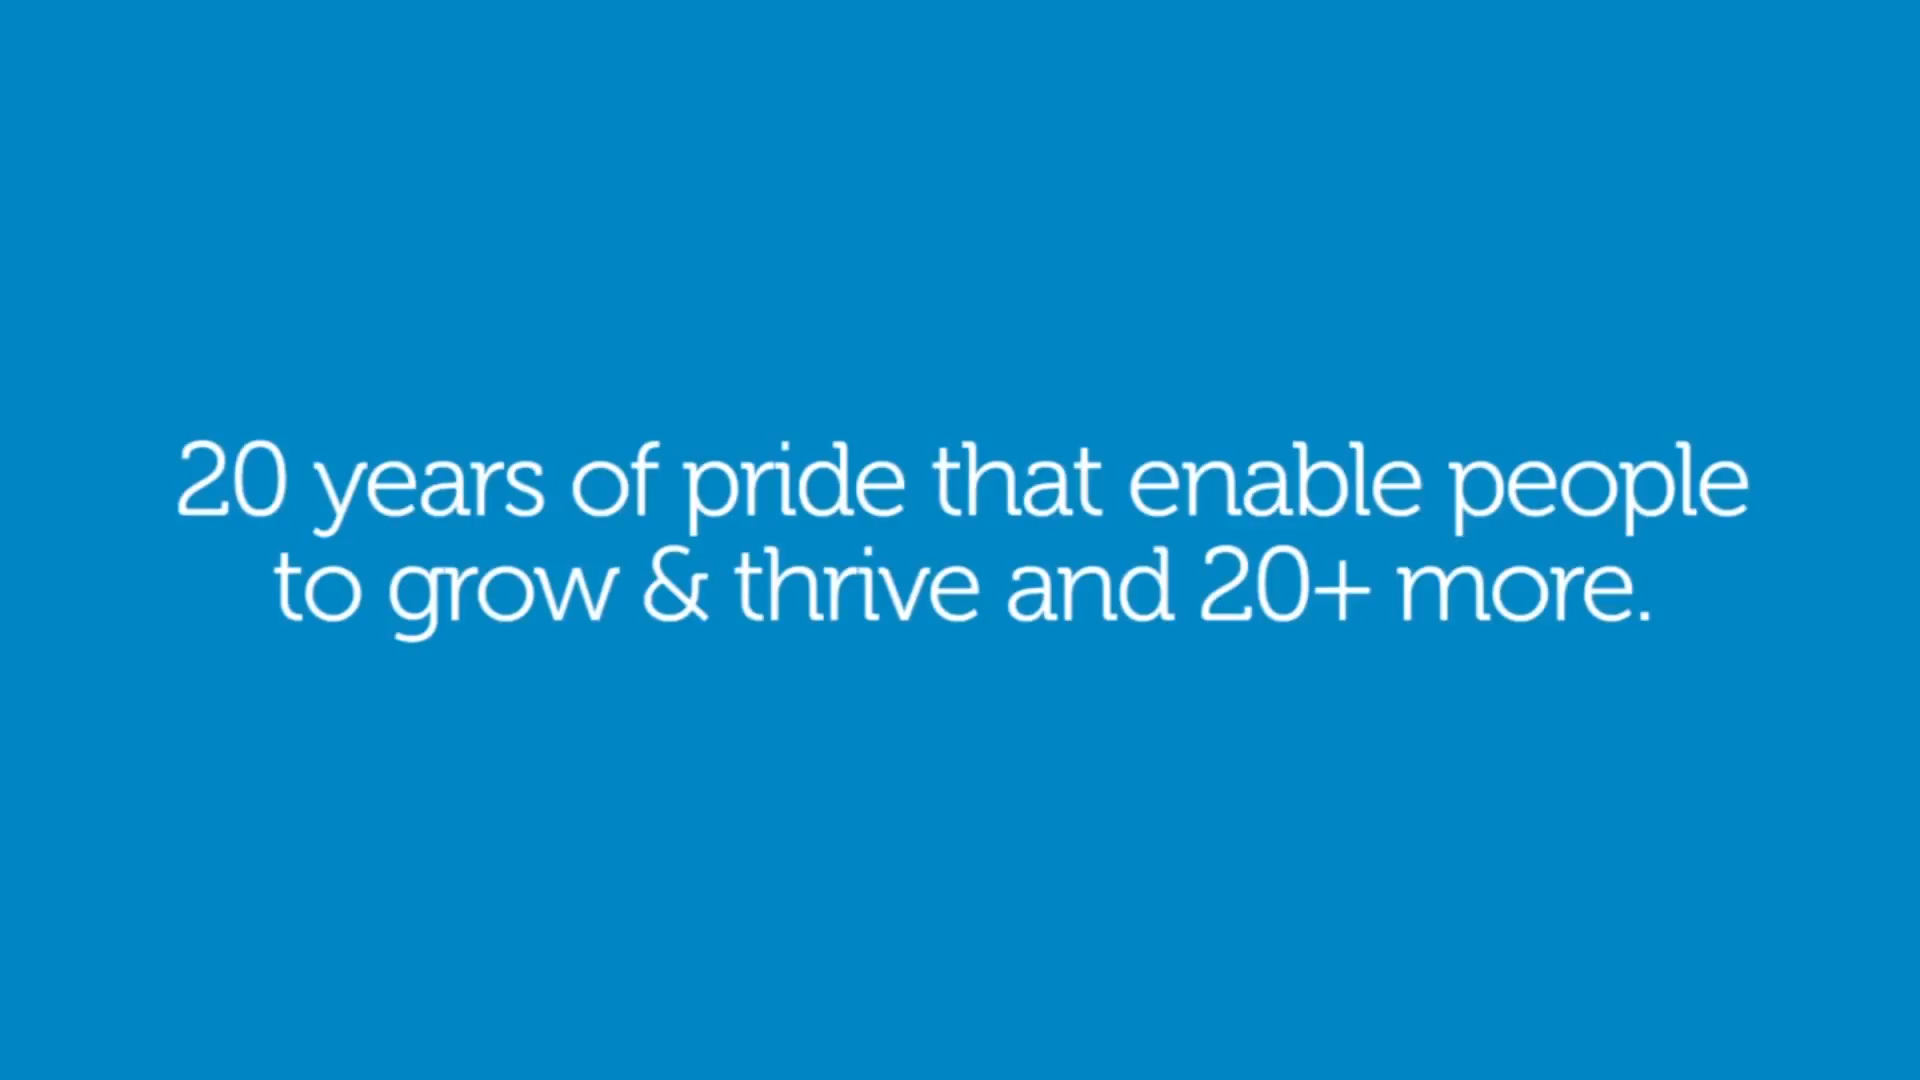 20 years of pride that enable people
to grow & thrive and 20+ more.